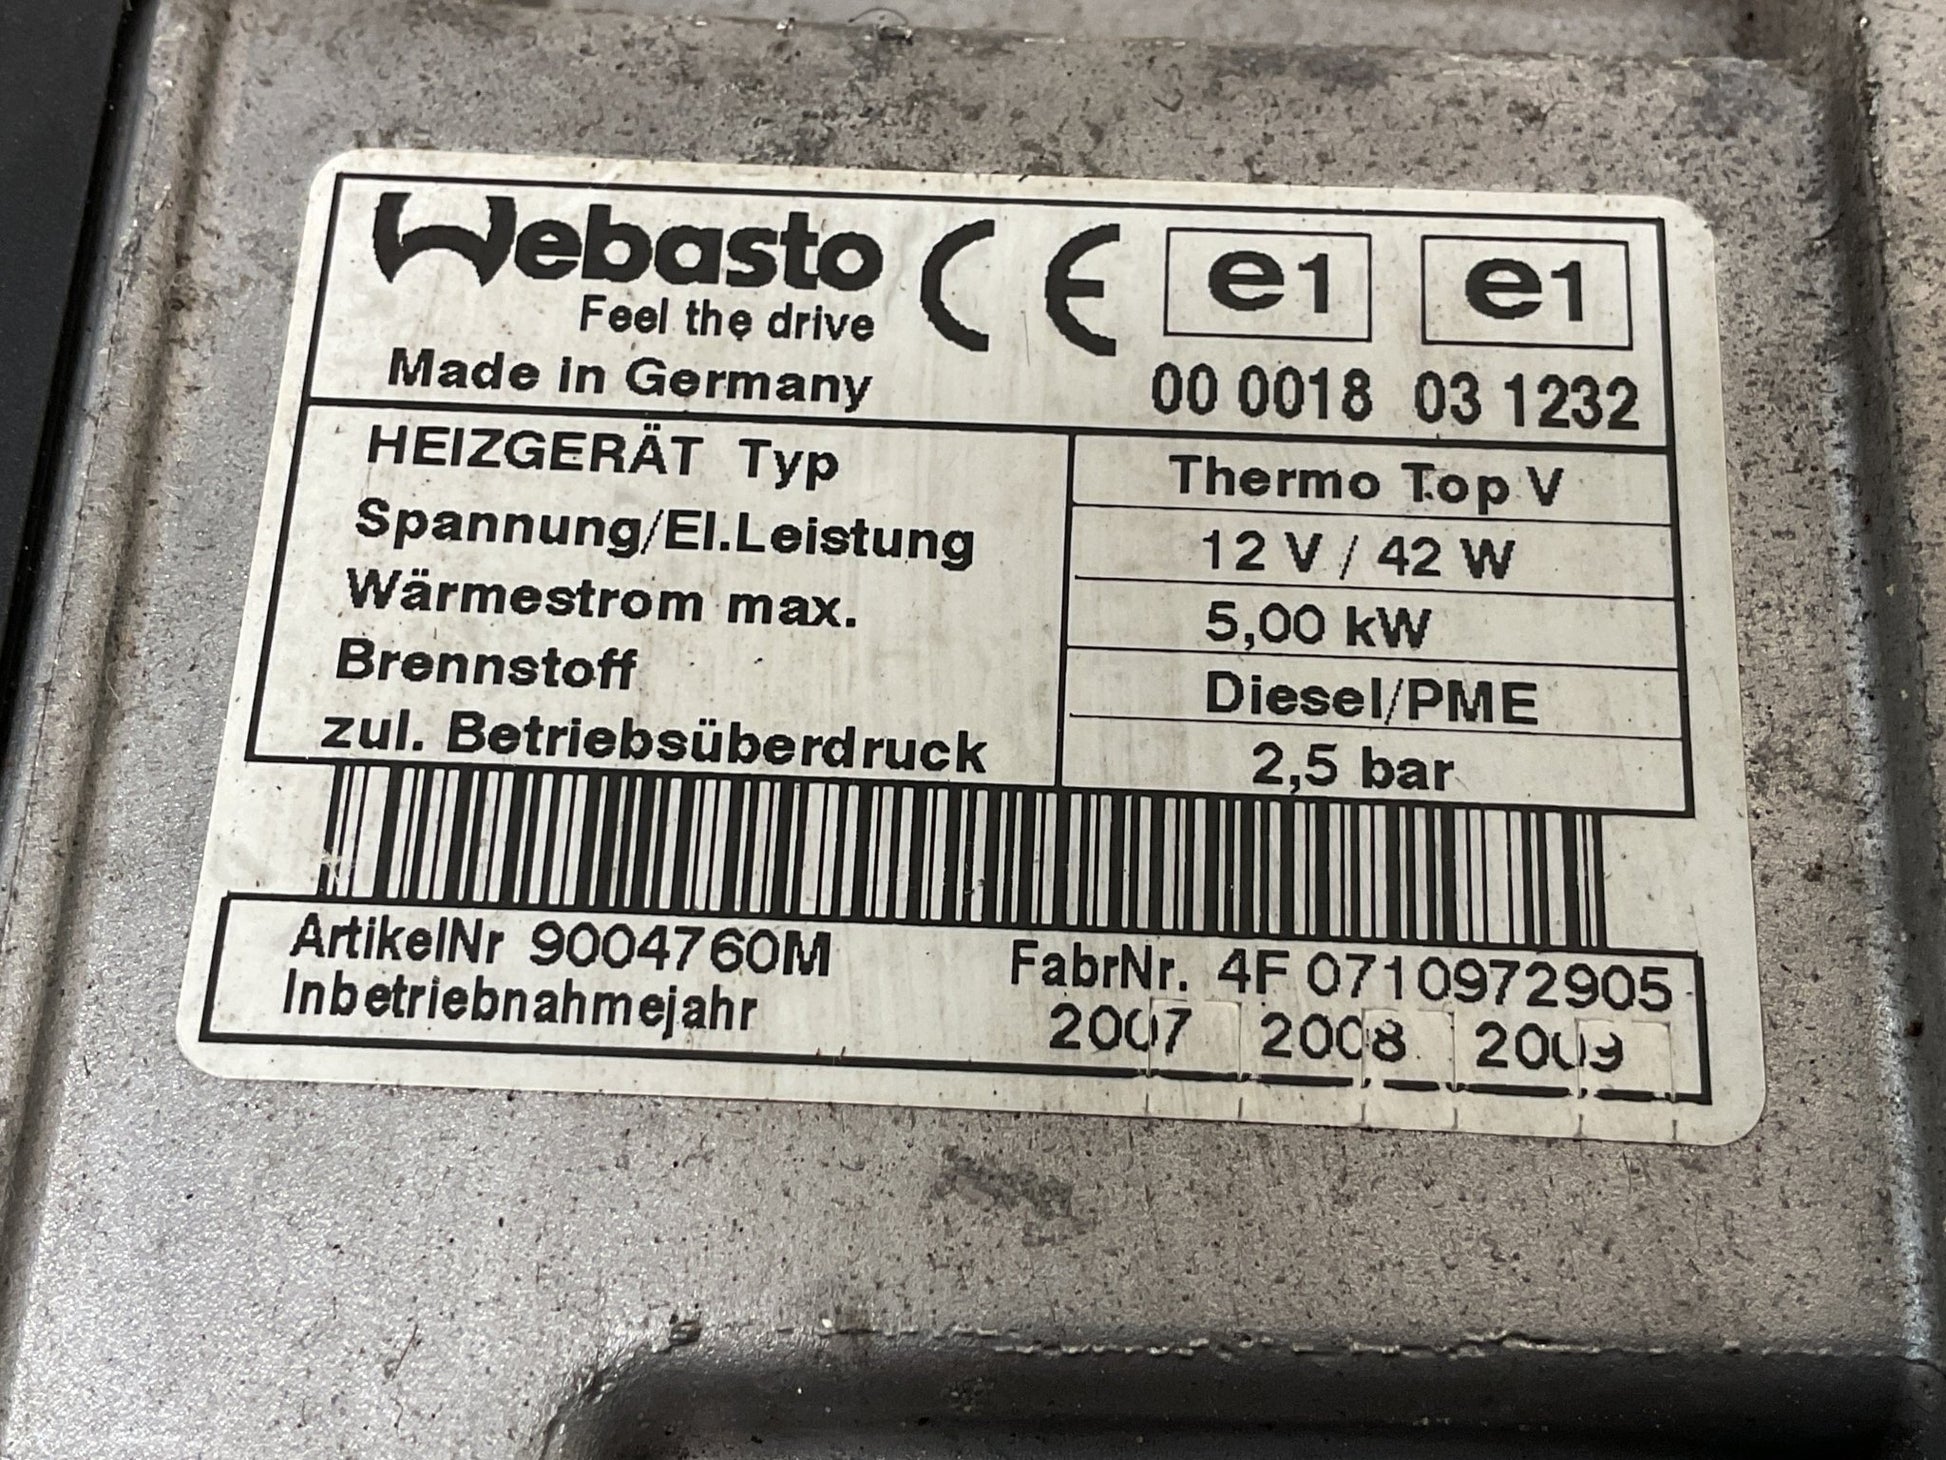 Webasto CE e1 e1
Feel the drive
Made in Germany 00 0018 03 1232
HEIZGERÄT Typ Thermo Top V
Spannung/El.Leistung 12 V / 42 W
Wärmestrom max. 5,00 kW
Brennstoff Diesel/PME
zul. Betriebsüberdruck 2,5 bar
ArtikelNr 9004760M FabrNr. 4F 0710972905
Inbetriebnahmejahr 2007 2008 2009